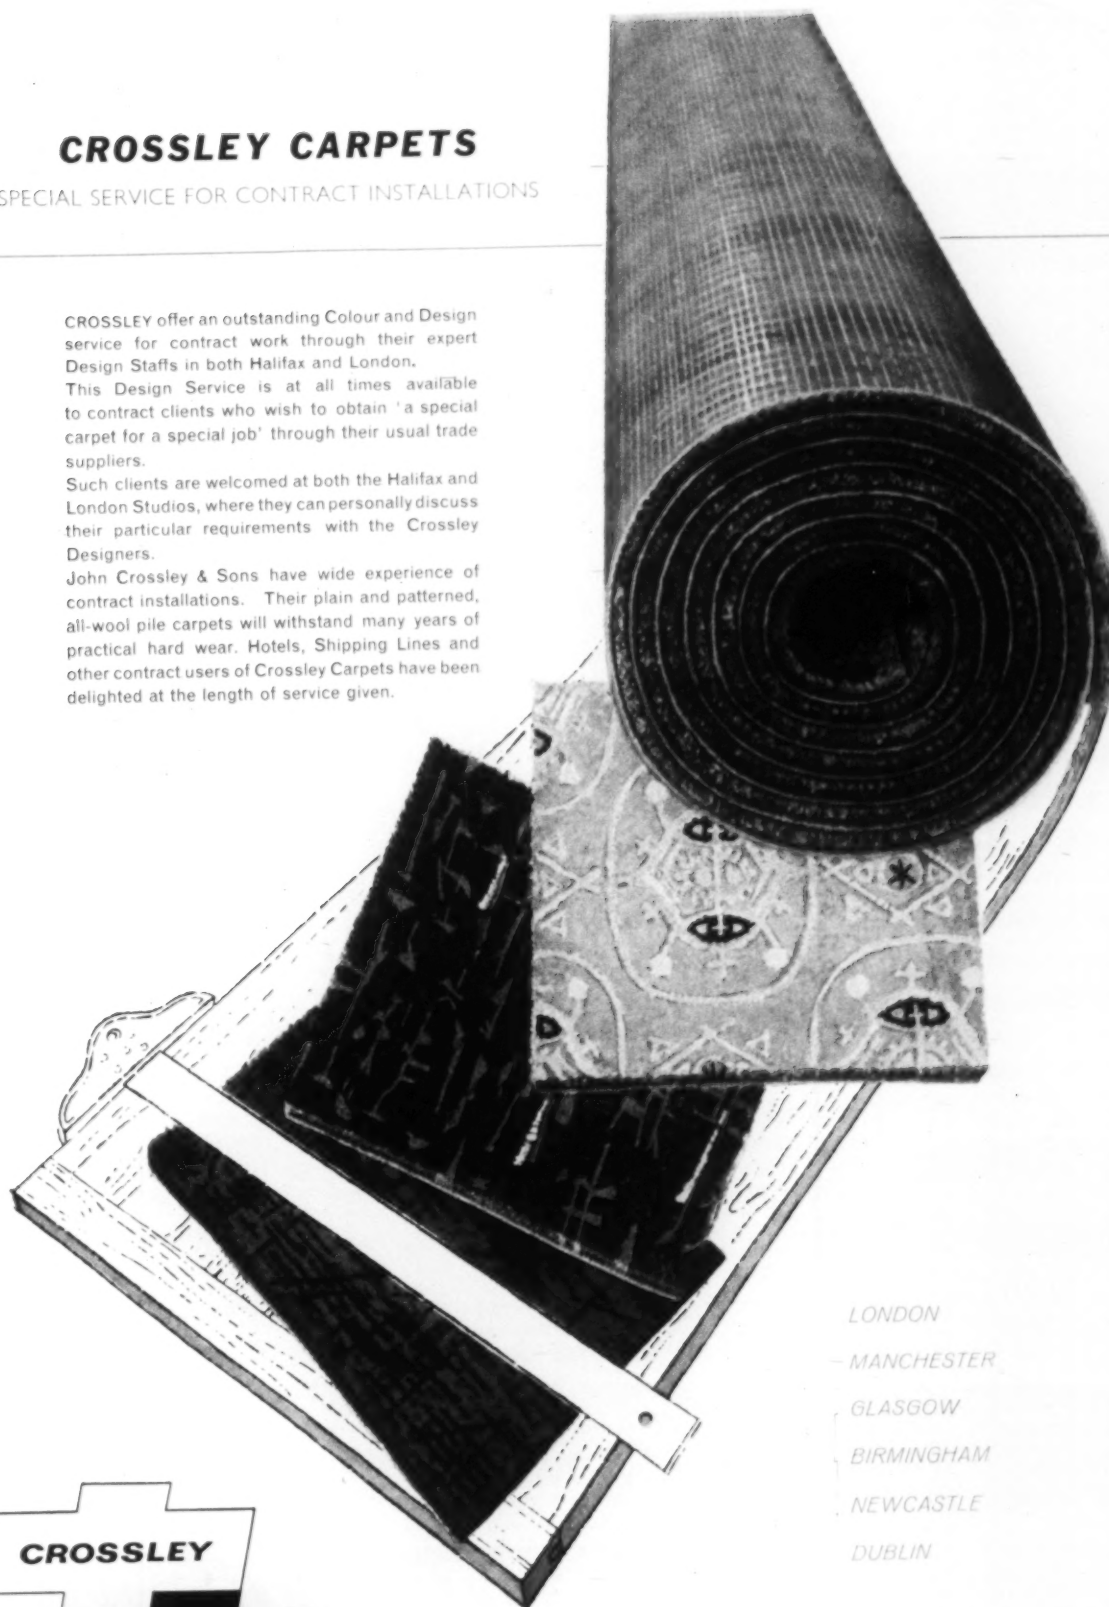 CROSSLEY CARPETS
SPECIAL SERVICE FOR CONTRACT INSTALLATIONS
CROSSLEY offer an outstanding Colour and Design
service for contract work through their expert
Design Staffs in both Halifax and London.
This Design Service is at all times available
to contract clients who wish to obtain 'a special
carpet for a special job' through their usual trade
suppliers.
Such clients are welcomed at both the Halifax and
London Studios, where they can personally discuss
their particular requirements with the Crossley
Designers.
John Crossley & Sons have wide experience of
contract installations. Their plain and patterned,
all-wool pile carpets will withstand many years of
practical hard wear. Hotels, Shipping Lines and
other contract users of Crossley Carpets have been
delighted at the length of service given.
LONDON
MANCHESTER
GLASGOW
BIRMINGHAM
NEWCASTLE
DUBLIN
CROSSLEY